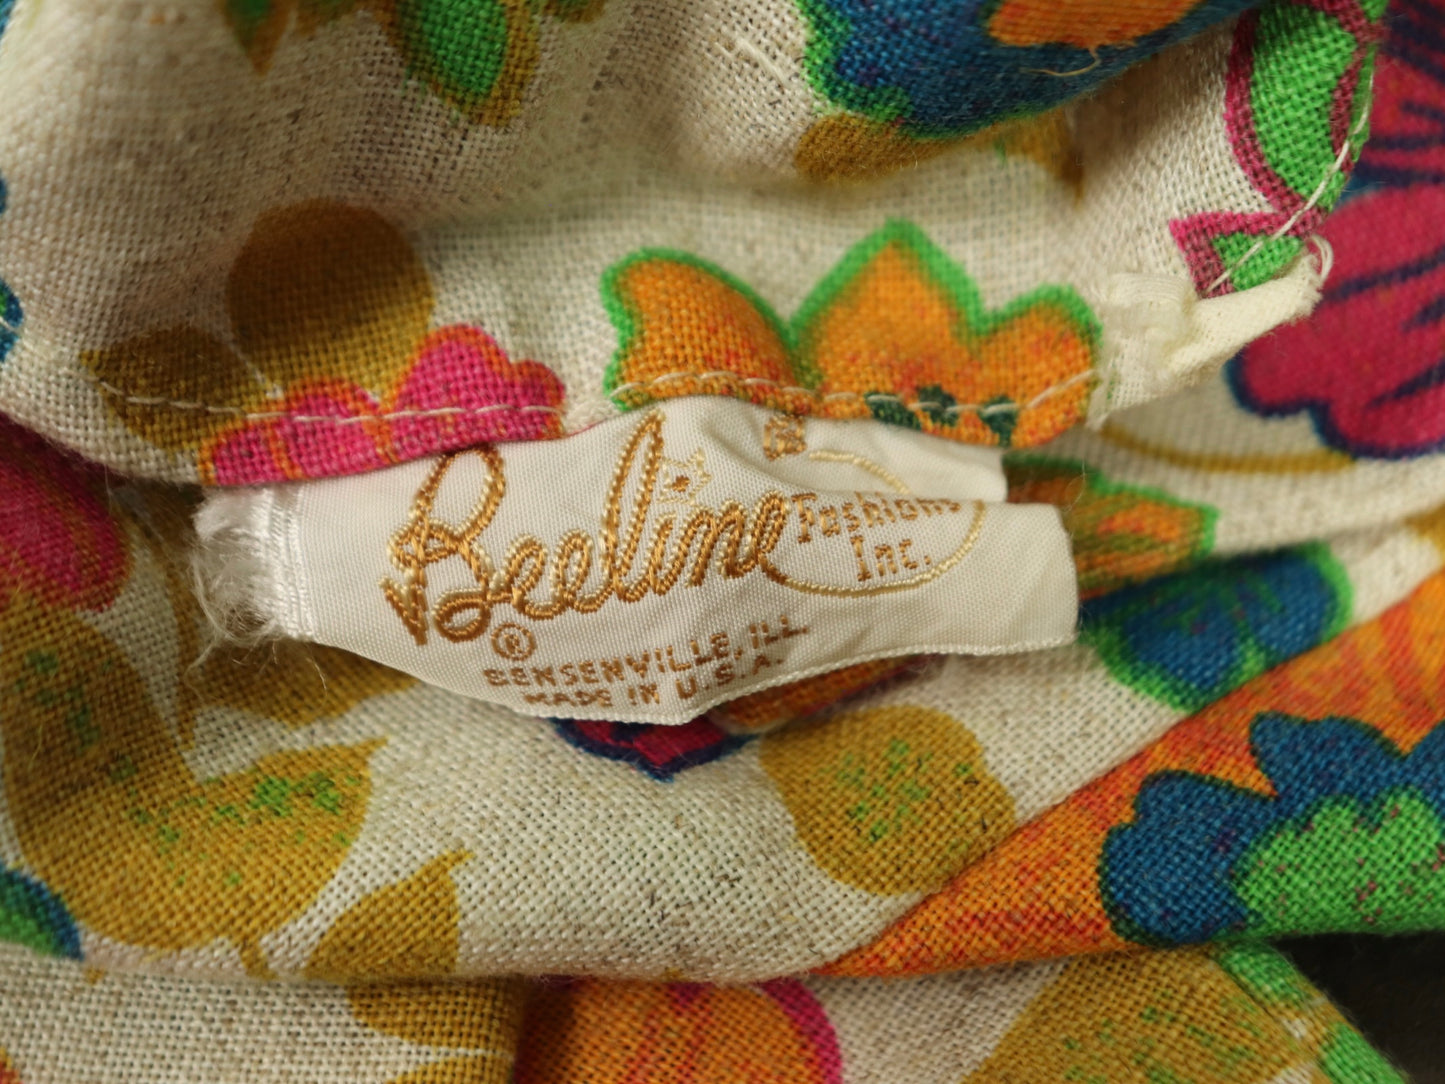 Beeline Fashions
Inc.
®
BENSENVILLE, ILL.
MADE IN U.S.A.